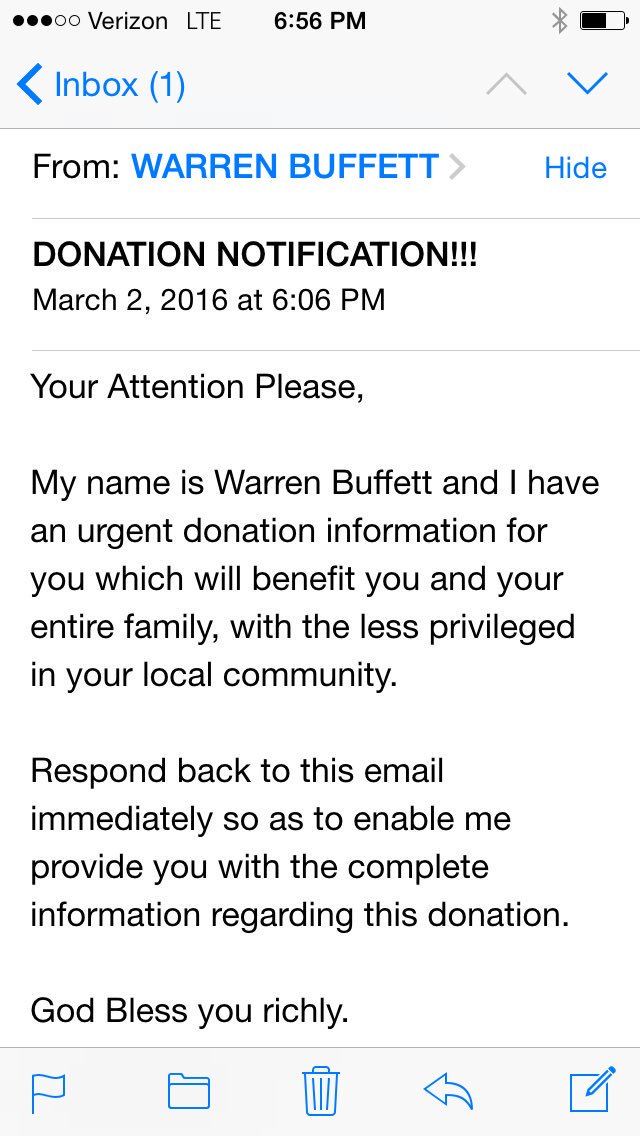 Verizon LTE 6:56 PM
Inbox (1)
From: WARREN BUFFETT Hide
DONATION NOTIFICATION!!!
March 2, 2016 at 6:06 PM
Your Attention Please,
My name is Warren Buffett and I have
an urgent donation information for
you which will benefit you and your
entire family, with the less privileged
in your local community.
Respond back to this email
immediately so as to enable me
provide you with the complete
information regarding this donation.
God Bless you richly.